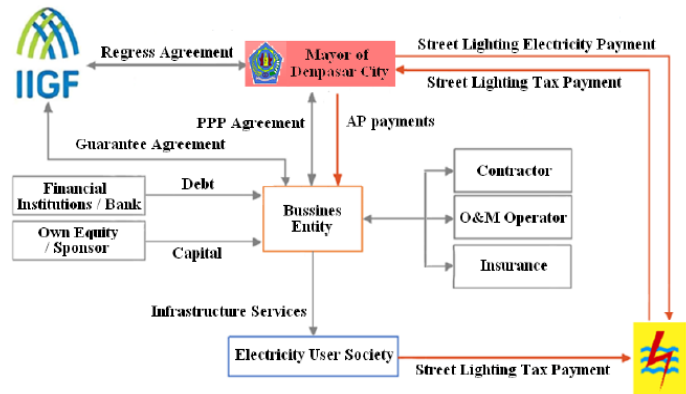 IIGF
Regress Agreement
Mayor of
Denpasar City
Street Lighting Electricity Payment
Street Lighting Tax Payment
PPP Agreement
AP payments
Guarantee Agreement
Financial
Institutions / Bank
Debt
Own Equity
/ Sponsor
Capital
Bussines
Entity
Contractor
O&M Operator
Insurance
Infrastructure Services
Electricity User Society
Street Lighting Tax Payment